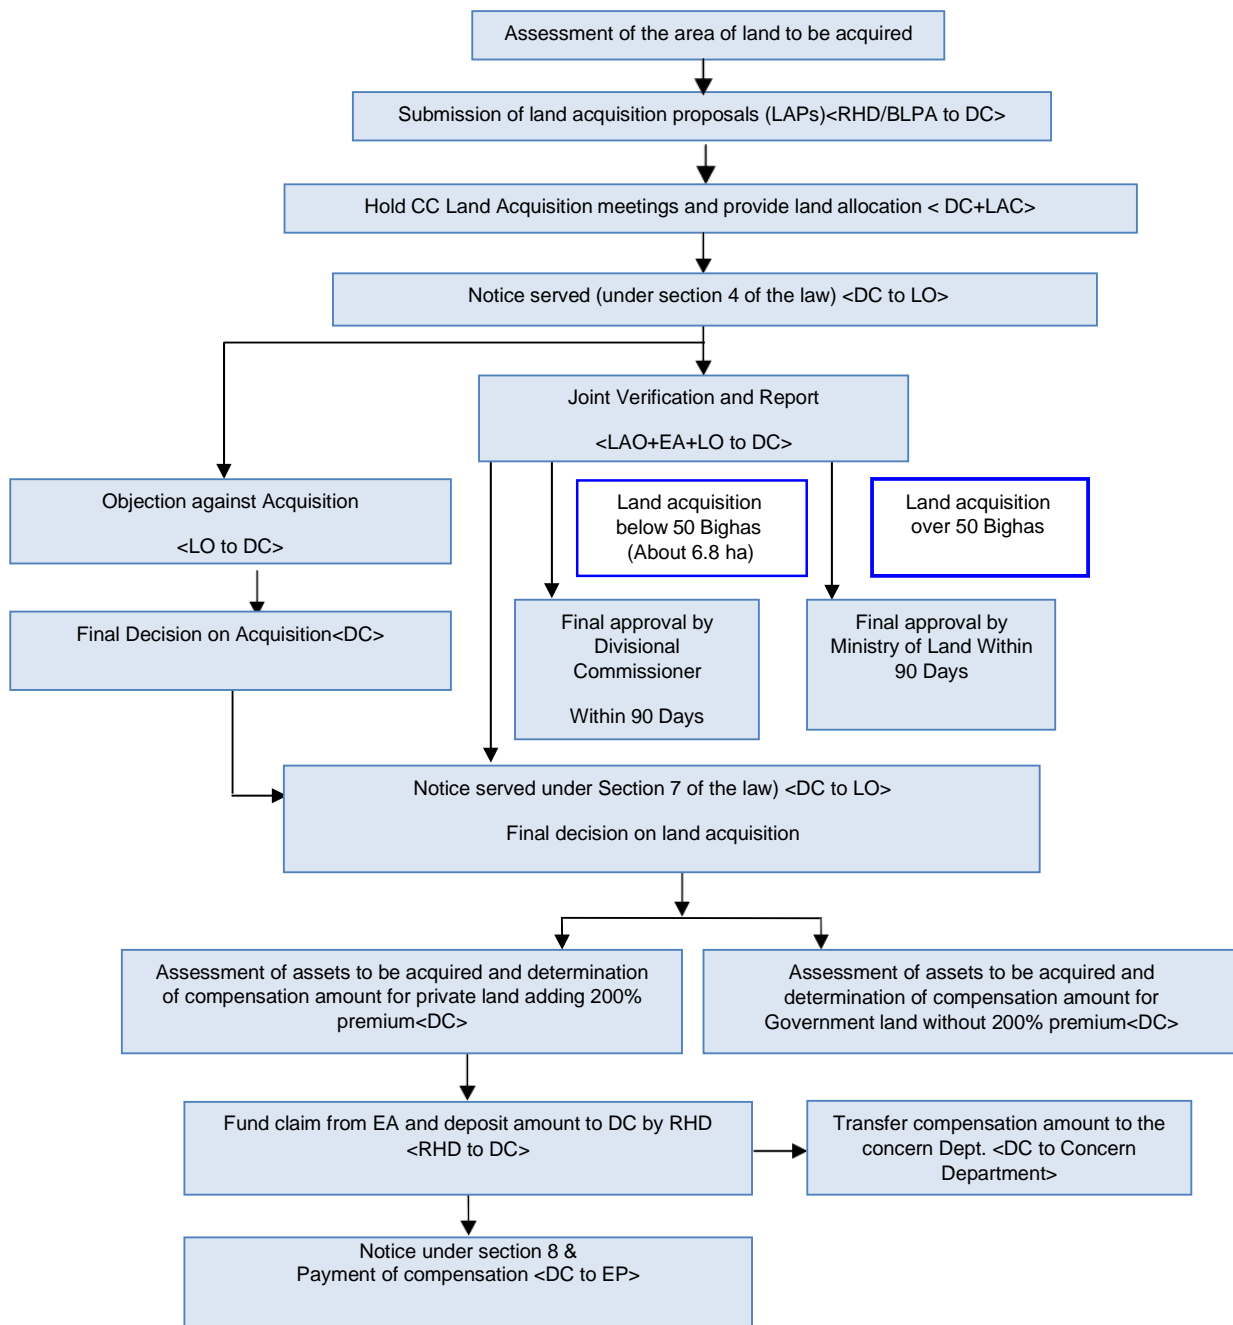 Assessment of the area of land to be acquired
Submission of land acquisition proposals (LAPs)<RHD/BLPA to DC>
Hold CC Land Acquisition meetings and provide land allocation < DC+LAC>
Notice served (under section 4 of the law) <DC to LO>
Joint Verification and Report
<LAO+EA+LO to DC>
Objection against Acquisition
<LO to DC>
Land acquisition
below 50 Bighas
(About 6.8 ha)
Land acquisition
over 50 Bighas
Final Decision on Acquisition<DC>
Final approval by
Divisional
Commissioner
Within 90 Days
Final approval by
Ministry of Land Within
90 Days
Notice served under Section 7 of the law) <DC to LO>
Final decision on land acquisition
Assessment of assets to be acquired and determination
of compensation amount for private land adding 200%
premium<DC>
Assessment of assets to be acquired and
determination of compensation amount for
Government land without 200% premium<DC>
Fund claim from EA and deposit amount to DC by RHD
<RHD to DC>
Transfer compensation amount to the
concern Dept. <DC to Concern
Department>
Notice under section 8 &
Payment of compensation <DC to EP>